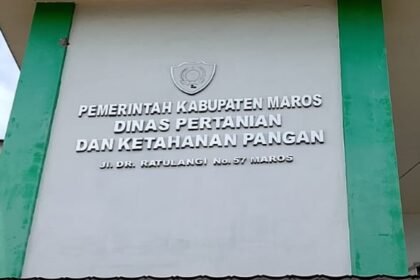 PEMERINTAH KABUPATEN MAROS
DINAS PERTANIAN
DAN KETAHANAN PANGAN
Jl. DR. RATULANGI No. 57 MAROS